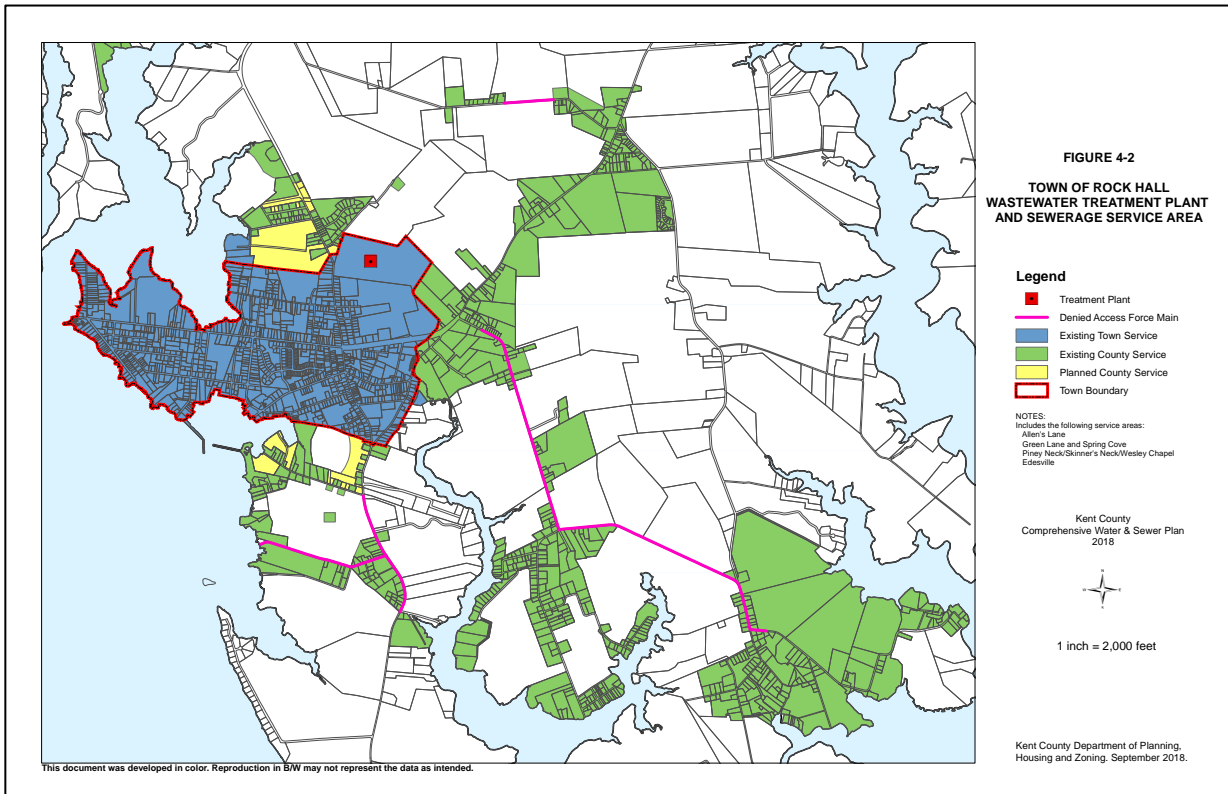 FIGURE 4-2
TOWN OF ROCK HALL
WASTEWATER TREATMENT PLANT
AND SEWERAGE SERVICE AREA
Legend
Treatment Plant
Denied Access Force Main
Existing Town Service
Existing County Service
Planned County Service
Town Boundary
NOTES:
Includes the following service areas:
Allen's Lane
Green Lane and Spring Cove
Piney Neck/Skinner's Neck/Wesley Chapel
Edesville
Kent County
Comprehensive Water & Sewer Plan
2018
N
W E
S
1 inch = 2,000 feet
Kent County Department of Planning,
Housing and Zoning. September 2018.
This document was developed in color. Reproduction in B/W may not represent the data as intended.